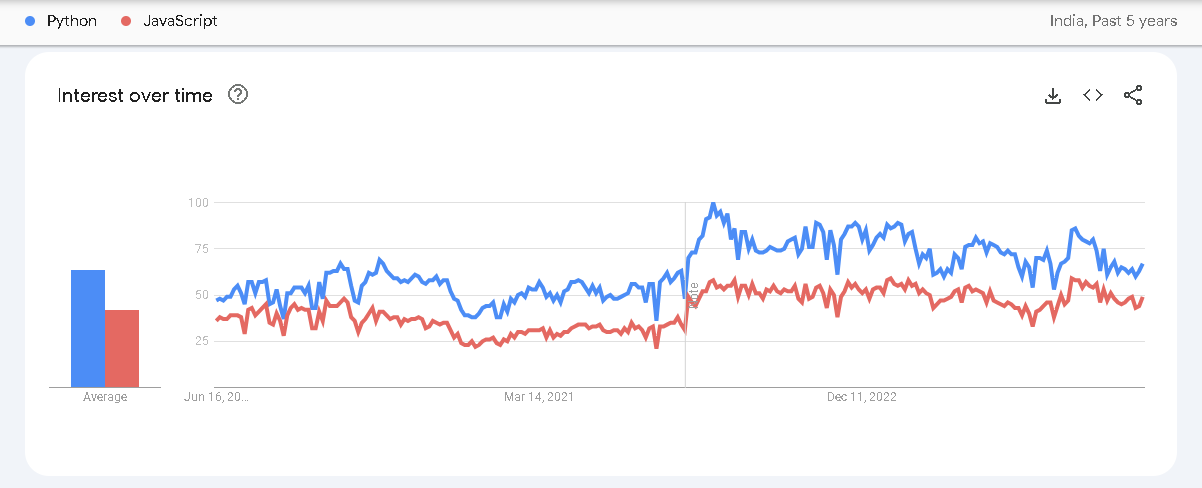 Python JavaScript India, Past 5 years
Interest over time
100
75
50
25
Note
Average
Jun 16, 20... Mar 14, 2021 Dec 11, 2022